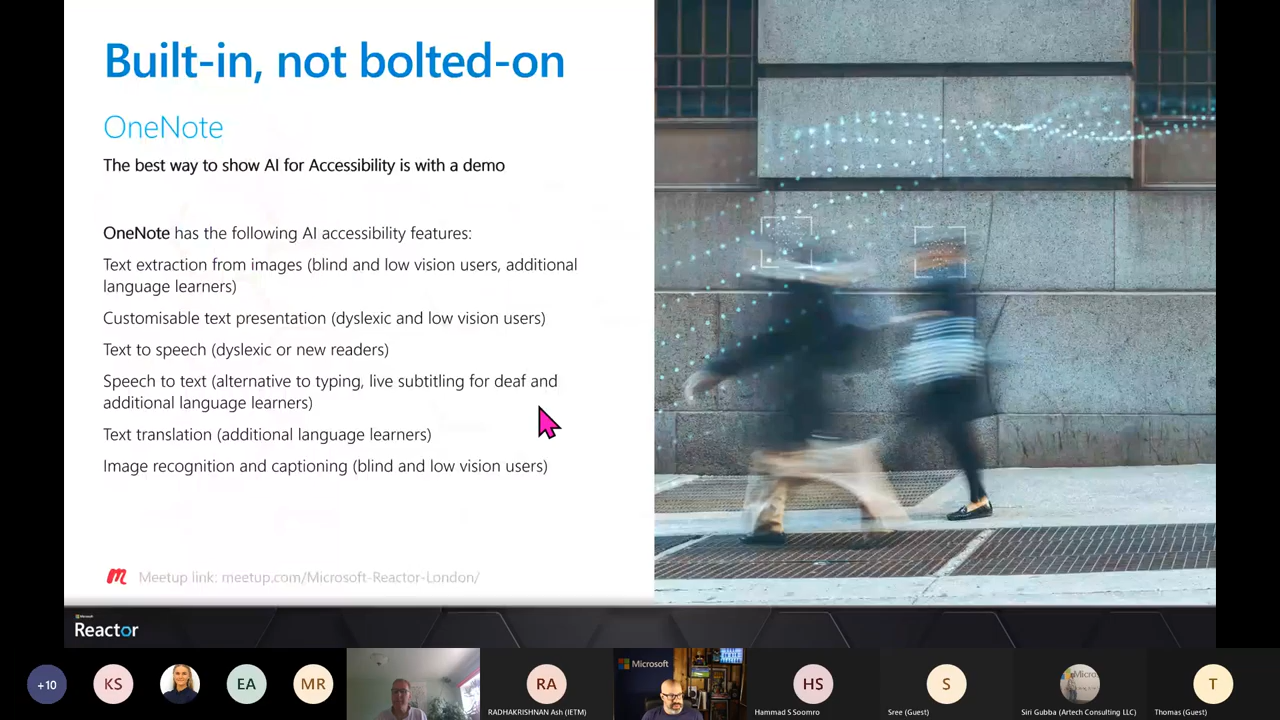 Built-in, not bolted-on
OneNote
The best way to show AI for Accessibility is with a demo
OneNote has the following AI accessibility features:
Text extraction from images (blind and low vision users, additional
language learners)
Customisable text presentation (dyslexic and low vision users)
Text to speech (dyslexic or new readers)
Speech to text (alternative to typing, live subtitling for deaf and
additional language learners)
Text translation (additional language learners)
Image recognition and captioning (blind and low vision users)
Meetup link: meetup.com/Microsoft-Reactor-London/
Microsoft
Reactor
+10
KS
EA
MR
RA
RADHAKRISHNAN Ash (IETM)
Microsoft
HS
Hammad S Soomro
S
Sree (Guest)
Siri Gubba (Artech Consulting LLC)
T
Thomas (Guest)